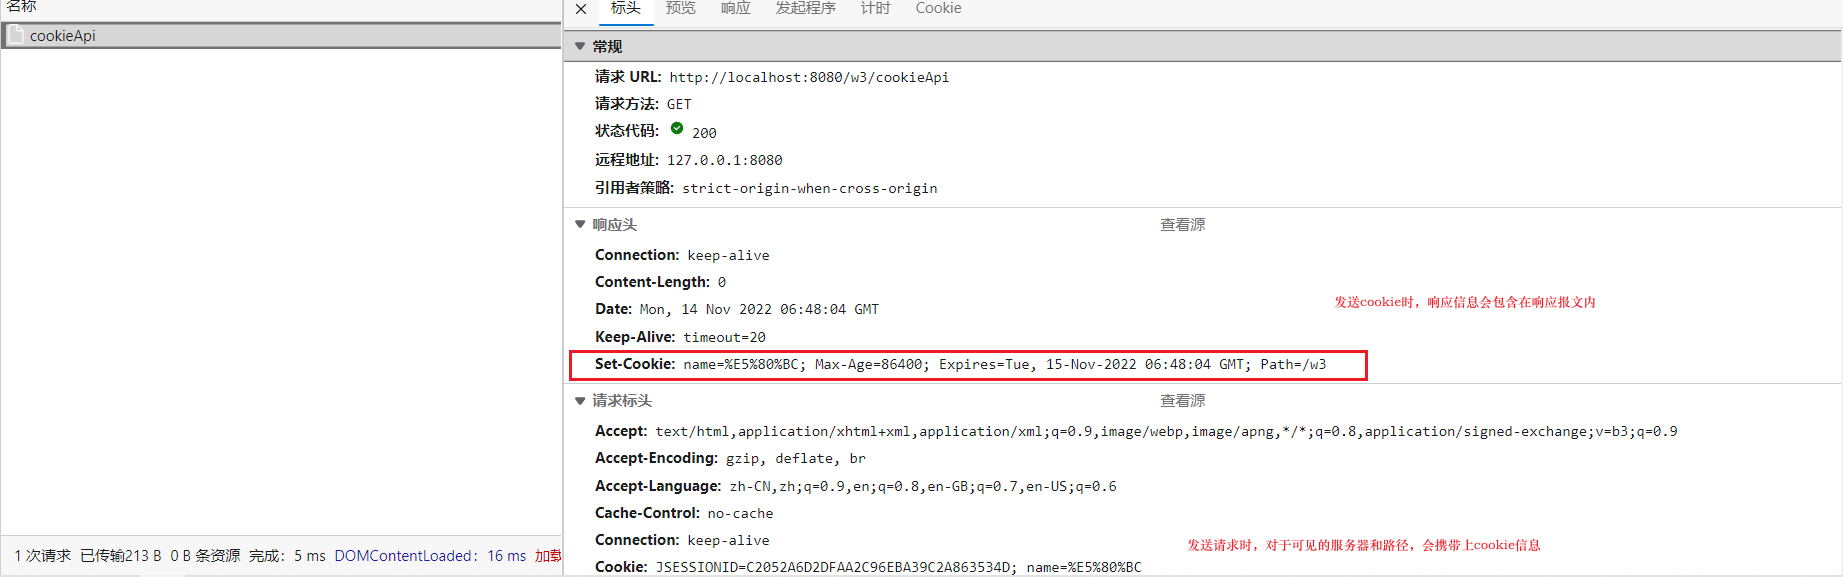 名称
cookieApi
1 次请求 已传输213 B 0 B 条资源 完成：5 ms DOMContentLoaded：16 ms 加载
标头 预览 响应 发起程序 计时 Cookie
常规
请求 URL: http://localhost:8080/w3/cookieApi
请求方法: GET
状态代码: 200
远程地址: 127.0.0.1:8080
引用者策略: strict-origin-when-cross-origin
响应头 查看源
Connection: keep-alive
Content-Length: 0
发送cookie时，响应信息会包含在响应报文内
Date: Mon, 14 Nov 2022 06:48:04 GMT
Keep-Alive: timeout=20
Set-Cookie: name=%E5%80%BC; Max-Age=86400; Expires=Tue, 15-Nov-2022 06:48:04 GMT; Path=/w3
请求标头 查看源
Accept: text/html,application/xhtml+xml,application/xml;q=0.9,image/webp,image/apng,*/*;q=0.8,application/signed-exchange;v=b3;q=0.9
Accept-Encoding: gzip, deflate, br
Accept-Language: zh-CN,zh;q=0.9,en;q=0.8,en-GB;q=0.7,en-US;q=0.6
Cache-Control: no-cache
Connection: keep-alive
发送请求时，对于可见的服务器和路径，会携带上cookie信息
Cookie: JSESSIONID=C2052A6D2DFAA2C96EBA39C2A863534D; name=%E5%80%BC